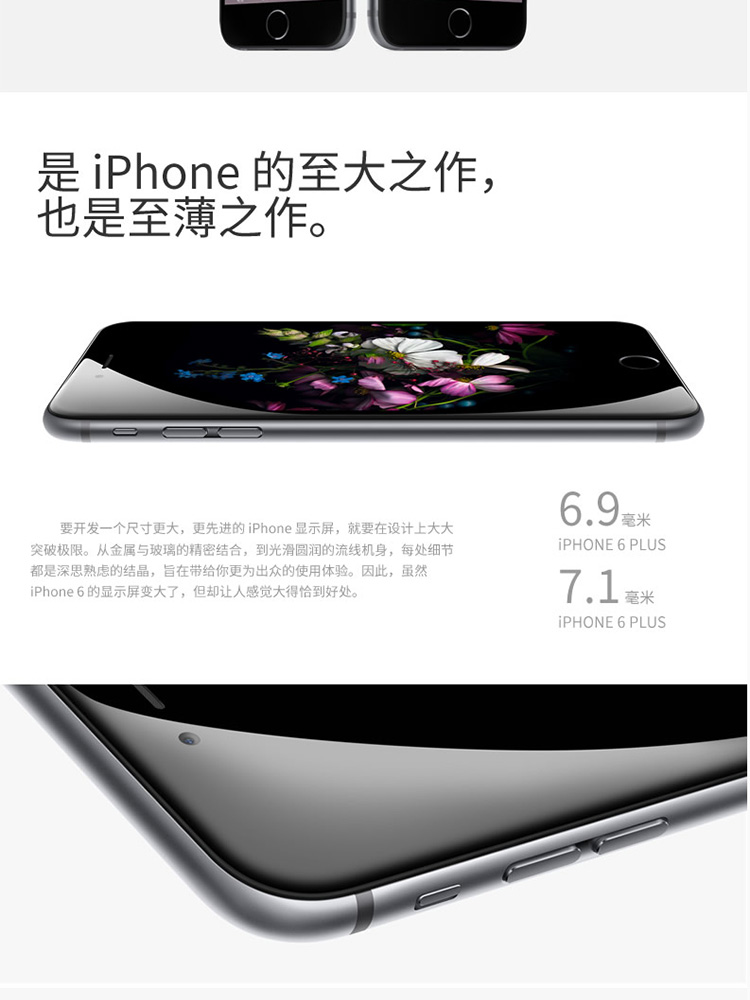 是 iPhone 的至大之作，
也是至薄之作。
要开发一个尺寸更大，更先进的 iPhone 显示屏，就要在设计上大大
突破极限。从金属与玻璃的精密结合，到光滑圆润的流线机身，每处细节
都是深思熟虑的结晶，旨在带给你更为出众的使用体验。因此，虽然
iPhone 6 的显示屏变大了，但却让人感觉大得恰到好处。
6.9毫米
iPHONE 6 PLUS
7.1 毫米
iPHONE 6 PLUS